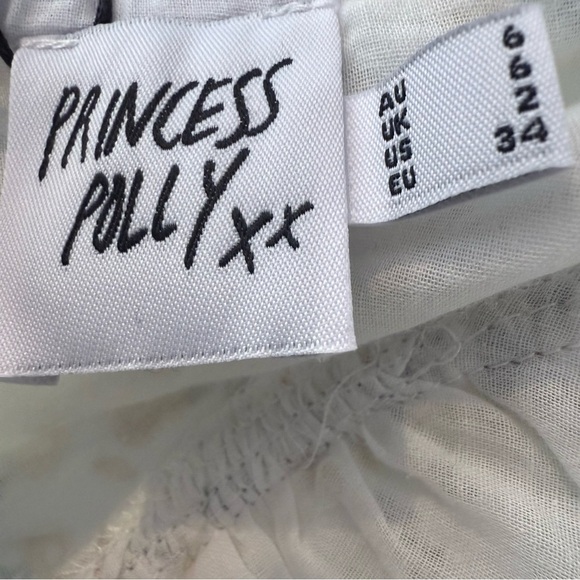 PRINCESS
POLLY xx
AU 6
UK 6
US 2
EU 34